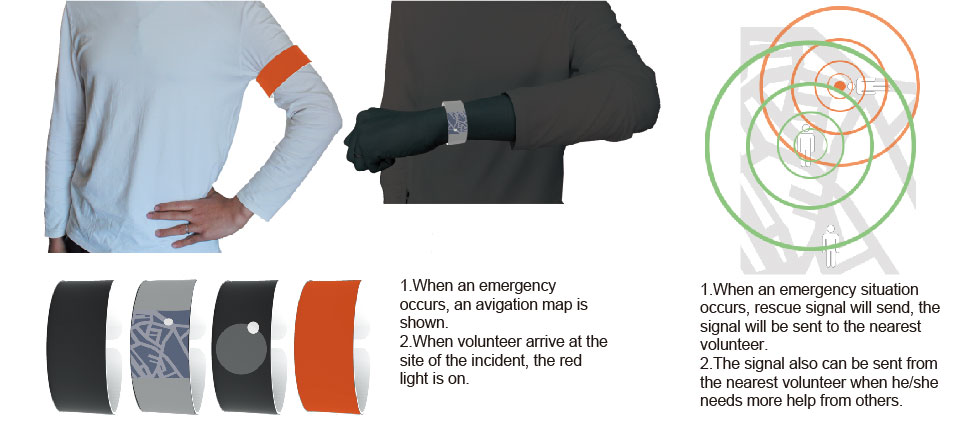 1.When an emergency
occurs, an avigation map is
shown.
2.When volunteer arrive at the
site of the incident, the red
light is on.
1.When an emergency situation
occurs, rescue signal will send, the
signal will be sent to the nearest
volunteer.
2.The signal also can be sent from
the nearest volunteer when he/she
needs more help from others.